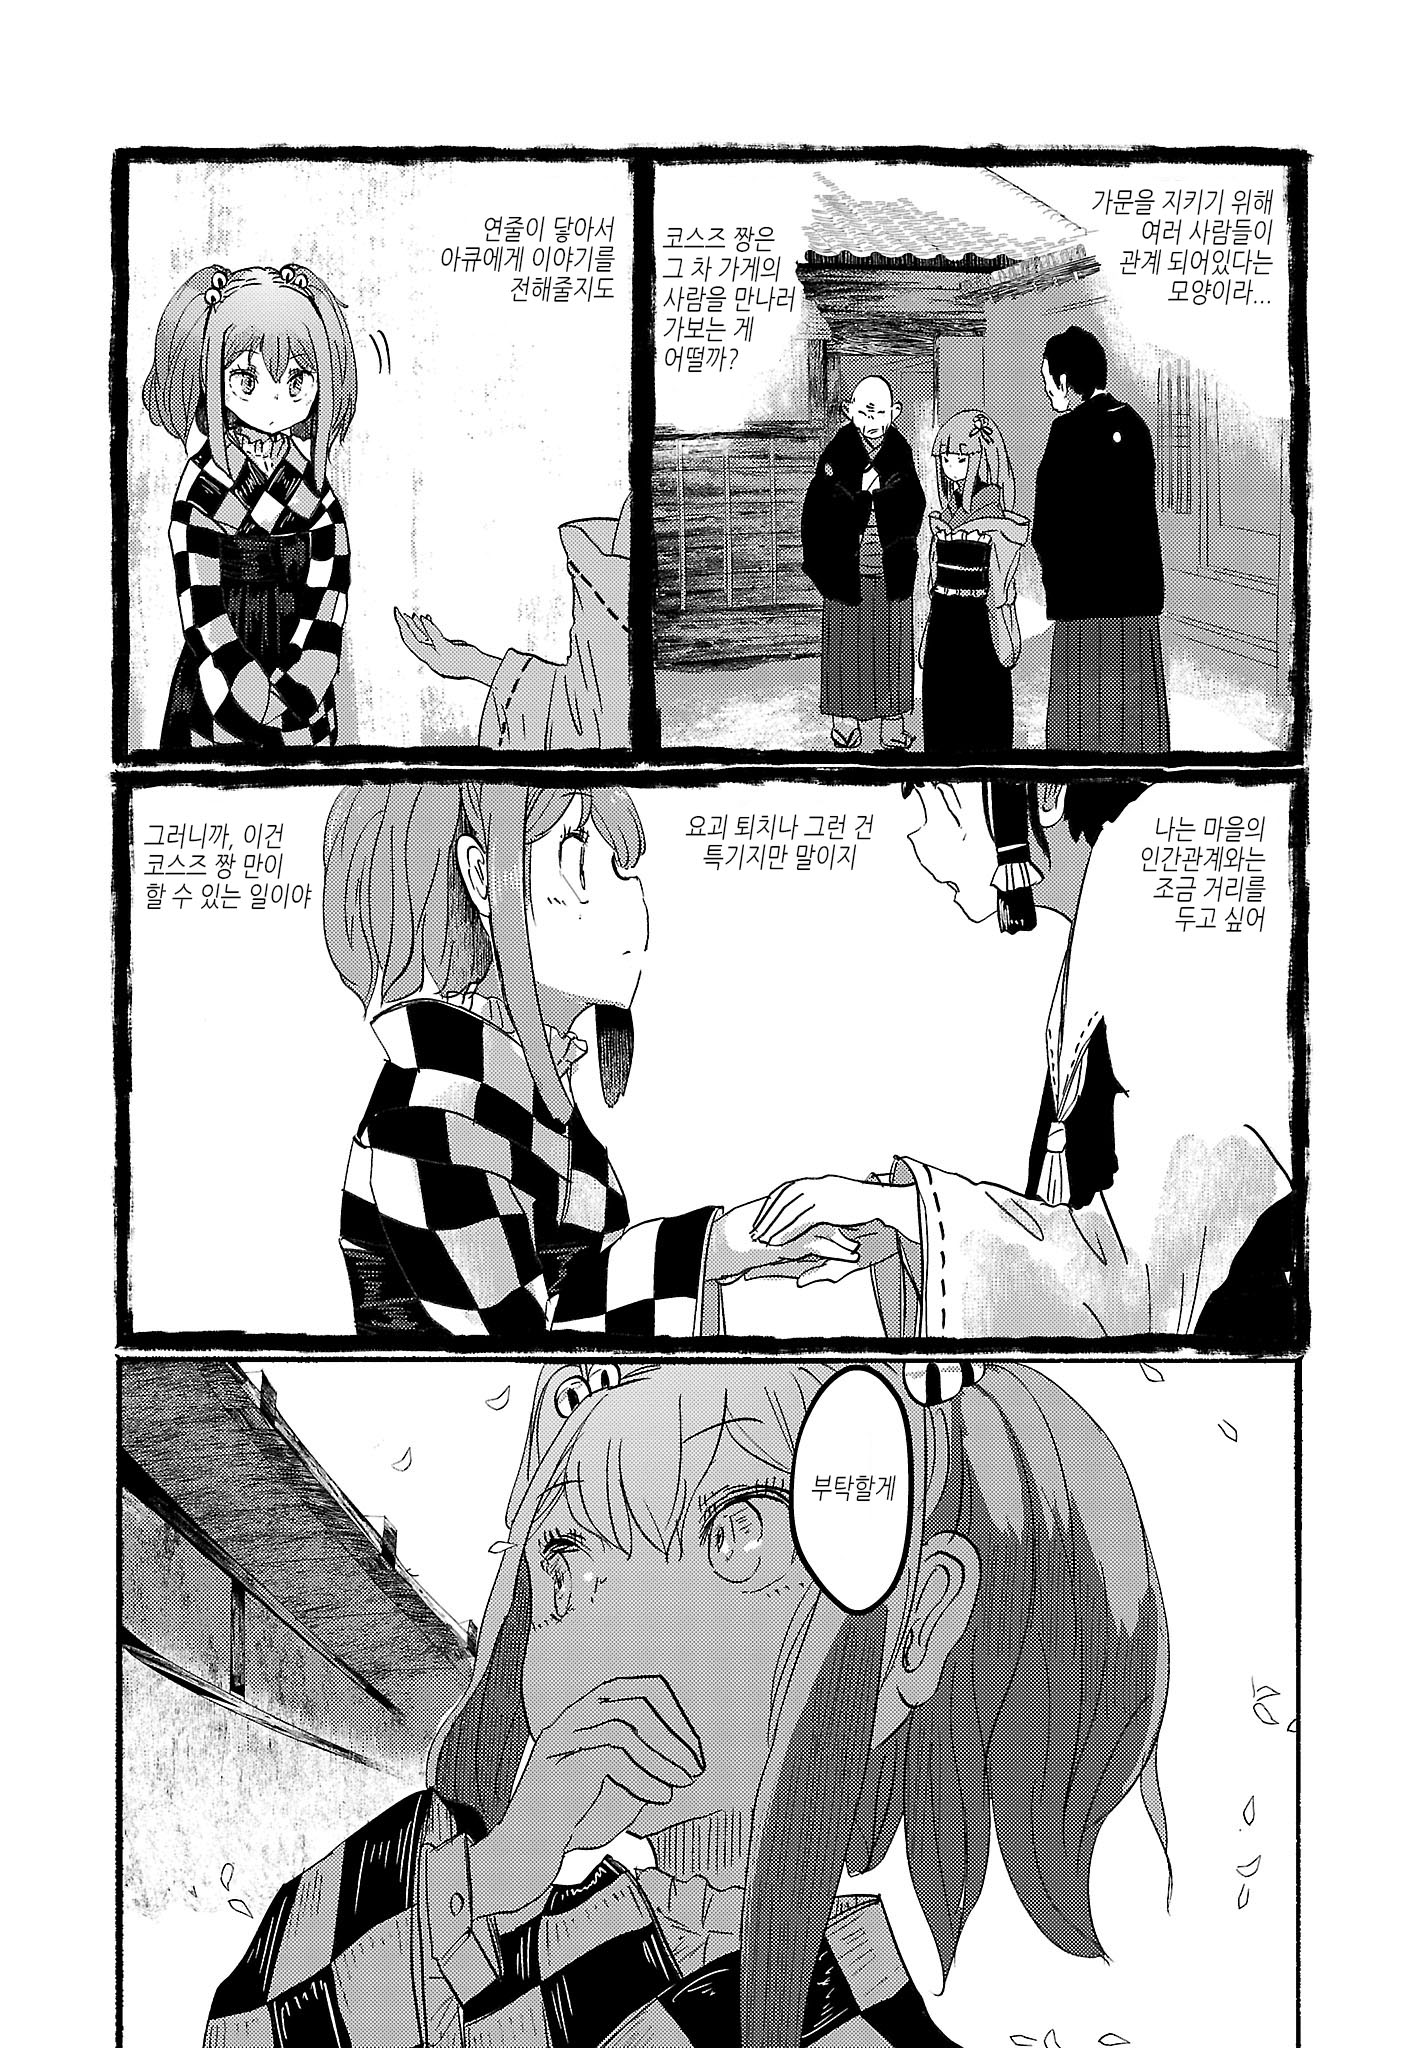 가문을 지키기 위해
여러 사람들이
관계 되어있다는
모양이라...
코스즈 짱은
그 차 가게의
사람을 만나러
가보는 게
어떨까?
연줄이 닿아서
아큐에게 이야기를
전해줄지도
나는 마을의
인간관계와는
조금 거리를
두고 싶어
요괴 퇴치나 그런 건
특기지만 말이지
그러니까, 이건
코스즈 짱 만이
할 수 있는 일이야
부탁할게